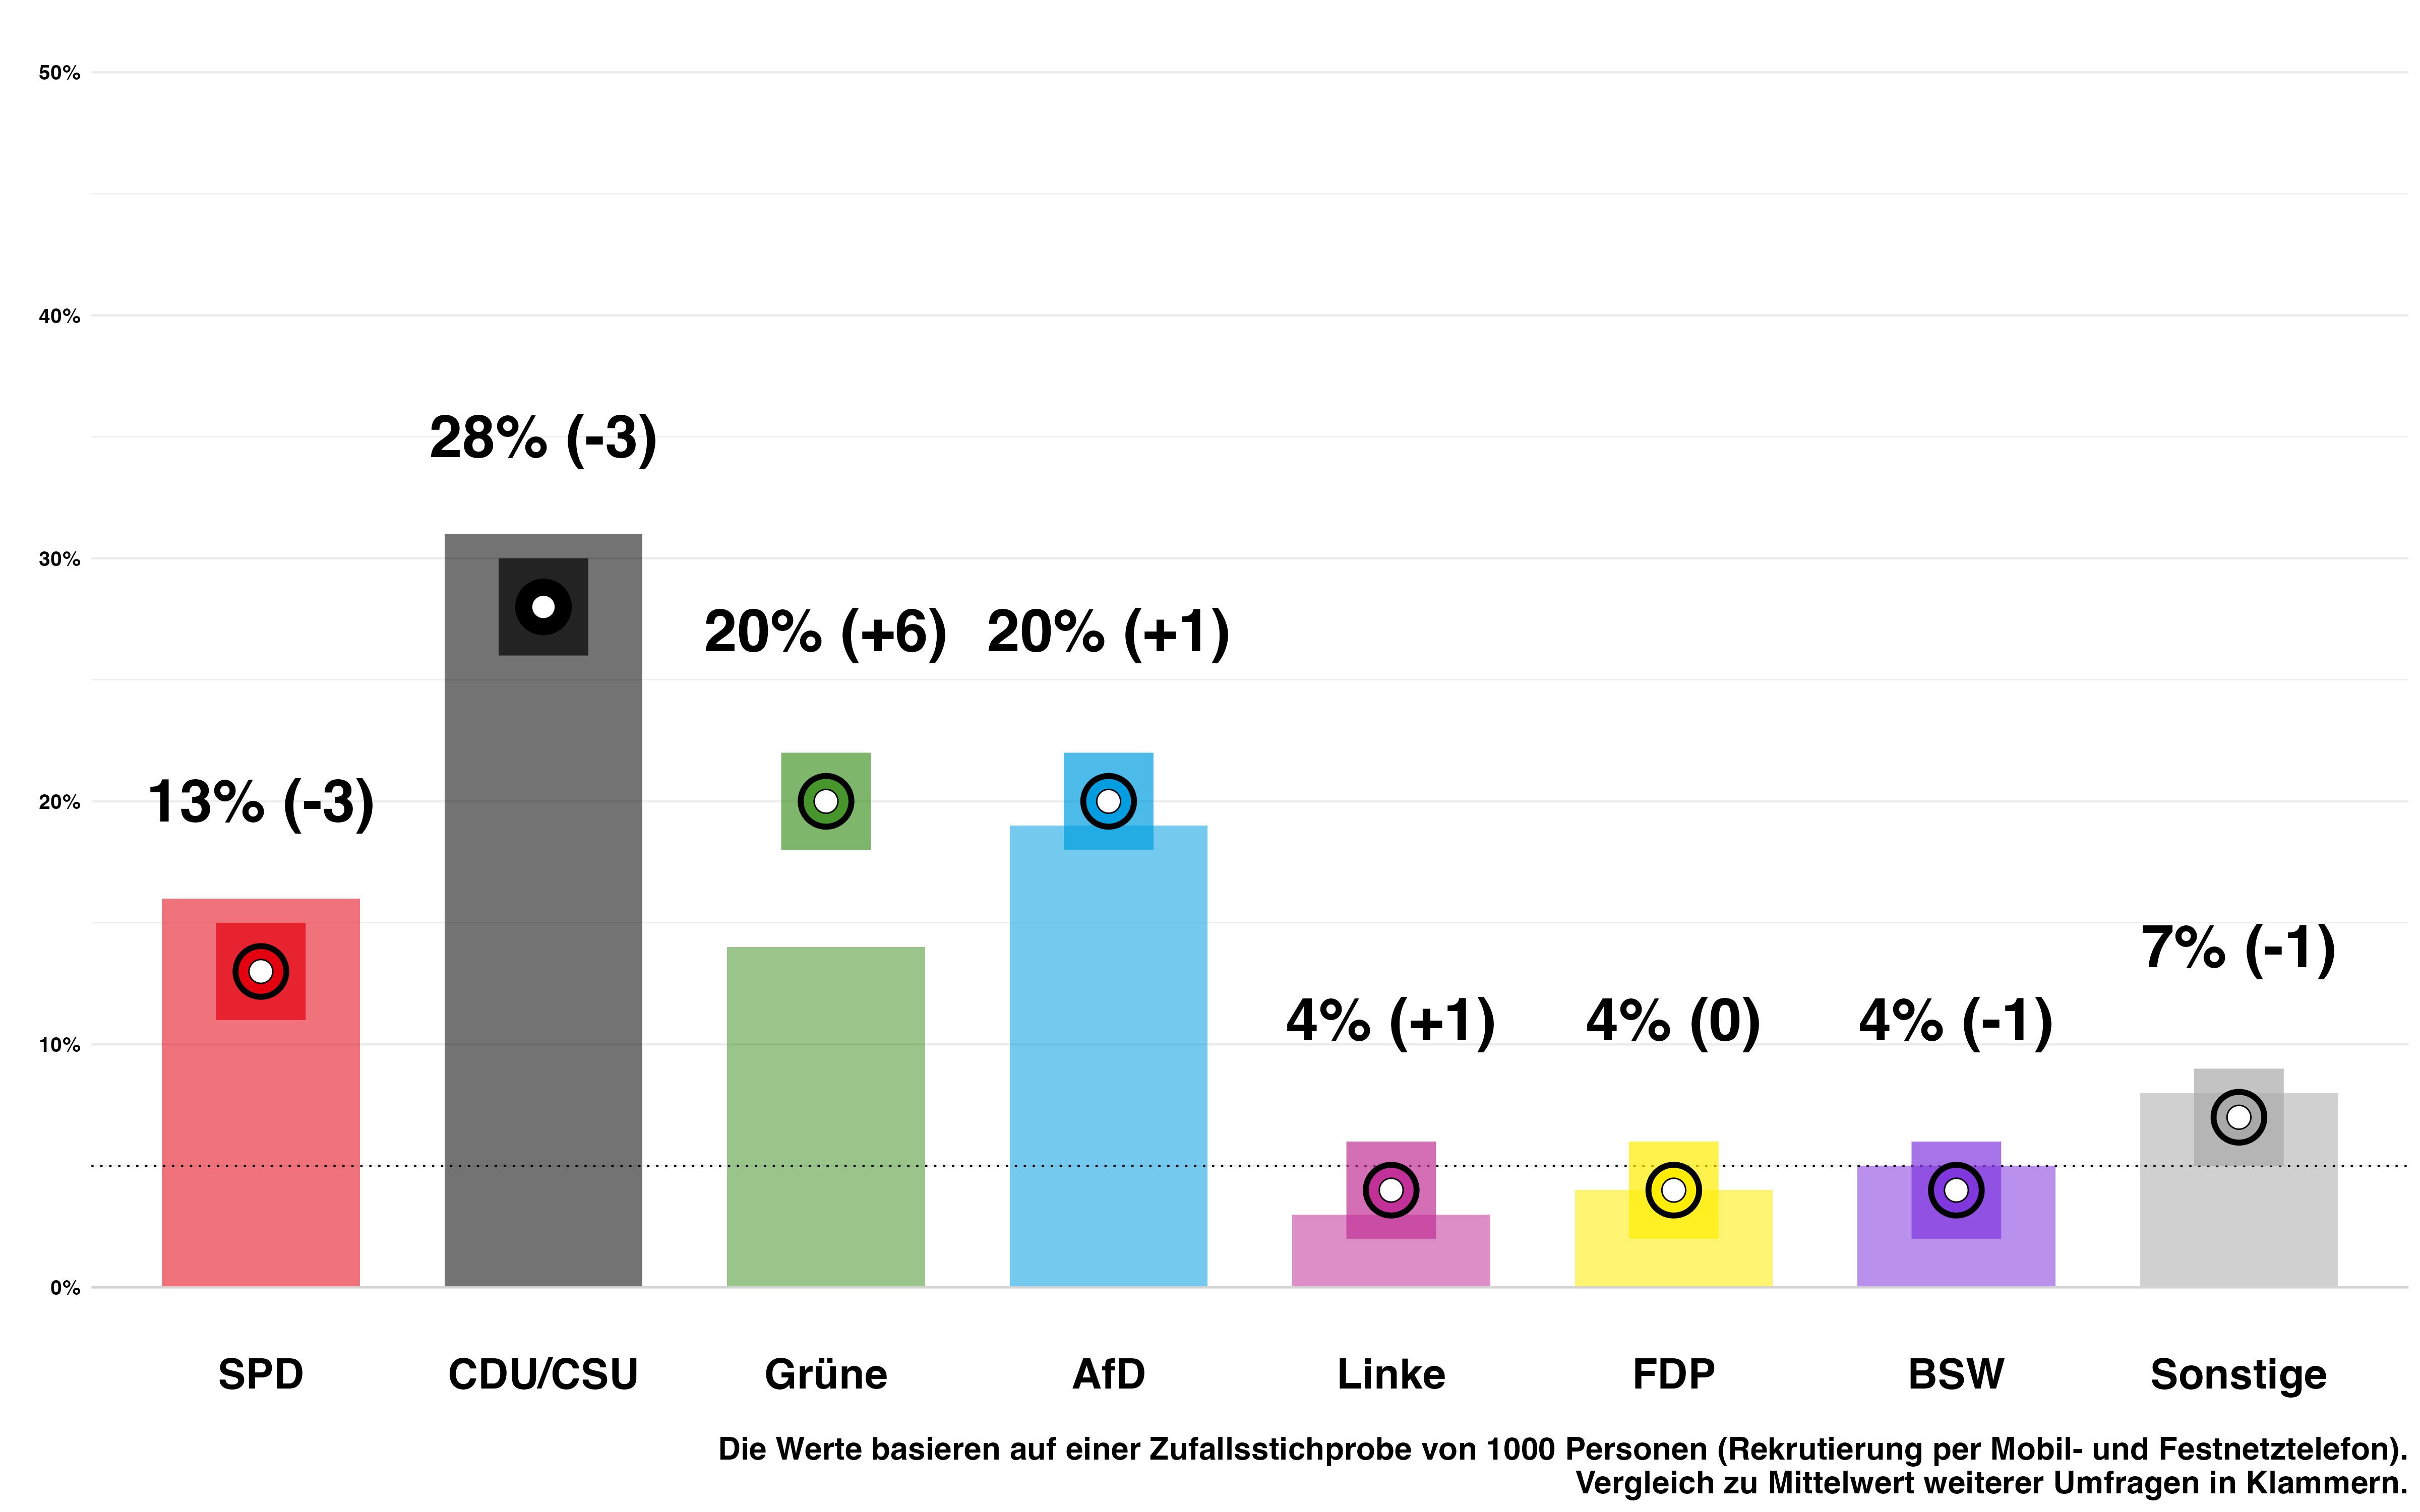 50%
40%
30%
20%
10%
0%
13% (-3)
28% (-3)
20% (+6)
20% (+1)
4% (+1)
4% (0)
4% (-1)
7% (-1)
SPD
CDU/CSU
Grüne
AfD
Linke
FDP
BSW
Sonstige
Die Werte basieren auf einer Zufallsstichprobe von 1000 Personen (Rekrutierung per Mobil- und Festnetztelefon).
Vergleich zu Mittelwert weiterer Umfragen in Klammern.